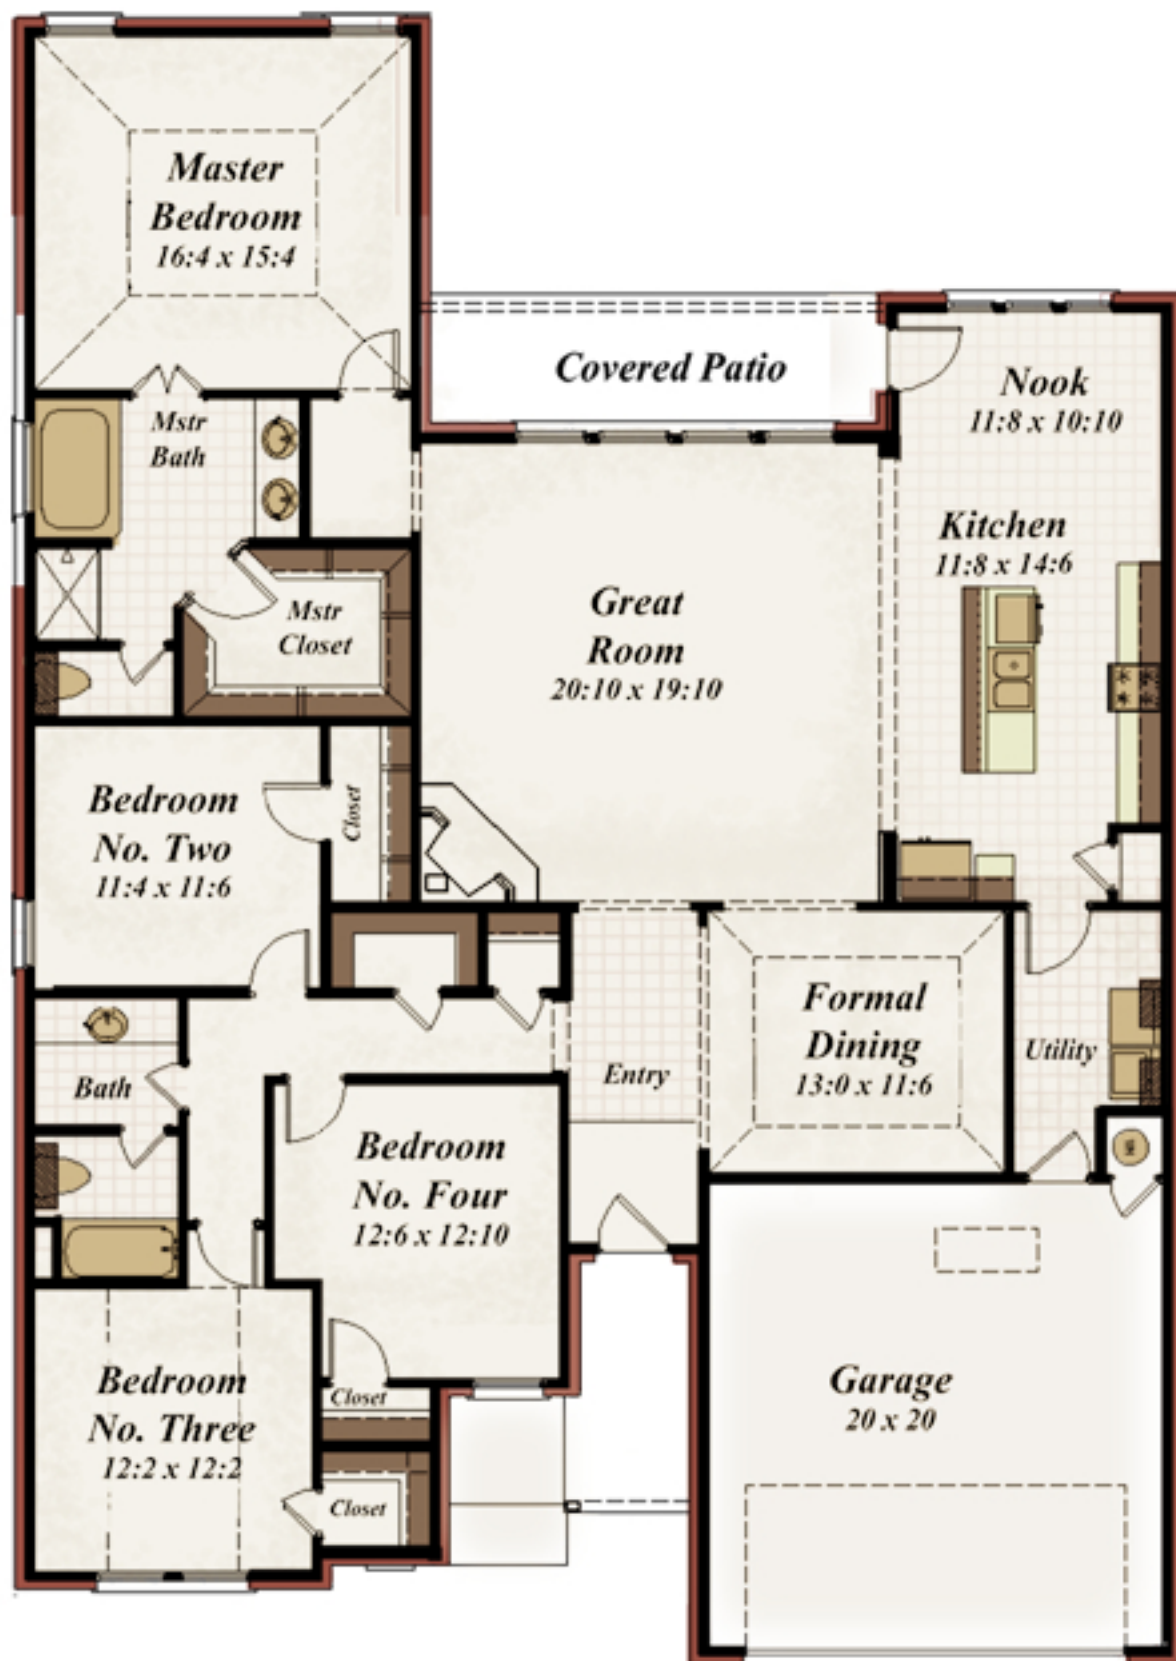 Master
Bedroom
16:4 x 15:4
Covered Patio
Nook
11:8 x 10:10
Mstr
Bath
Kitchen
11:8 x 14:6
Great
Room
20:10 x 19:10
Mstr
Closet
Bedroom
No. Two
11:4 x 11:6
Closet
Formal
Dining
13:0 x 11:6
Utility
Entry
Bath
Bedroom
No. Four
12:6 x 12:10
Bedroom
No. Three
12:2 x 12:2
Closet
Closet
Garage
20 x 20